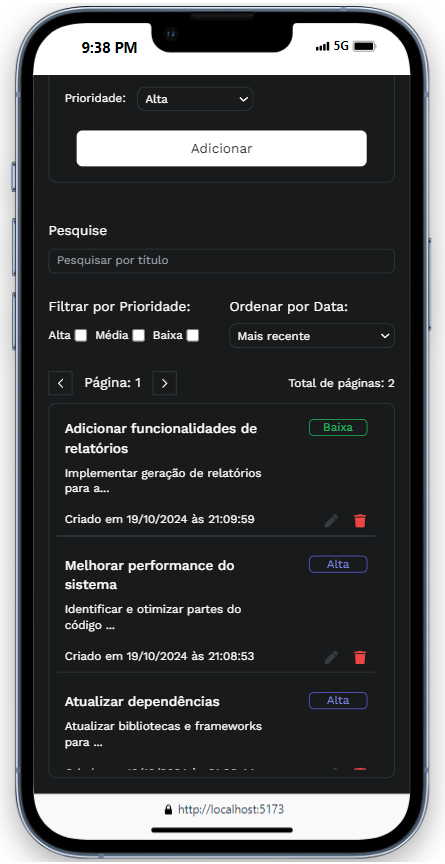 9:38 PM
5G
Prioridade: Alta
Adicionar
Pesquise
Pesquisar por título
Filtrar por Prioridade:
Ordenar por Data:
Alta
Média
Baixa
Mais recente
Página: 1
Total de páginas: 2
Adicionar funcionalidades de
relatórios
Baixa
Implementar geração de relatórios
para a...
Criado em 19/10/2024 às 21:09:59
Melhorar performance do
sistema
Alta
Identificar e otimizar partes do
código ...
Criado em 19/10/2024 às 21:08:53
Atualizar dependências
Alta
Atualizar bibliotecas e frameworks
para ...
http://localhost:5173